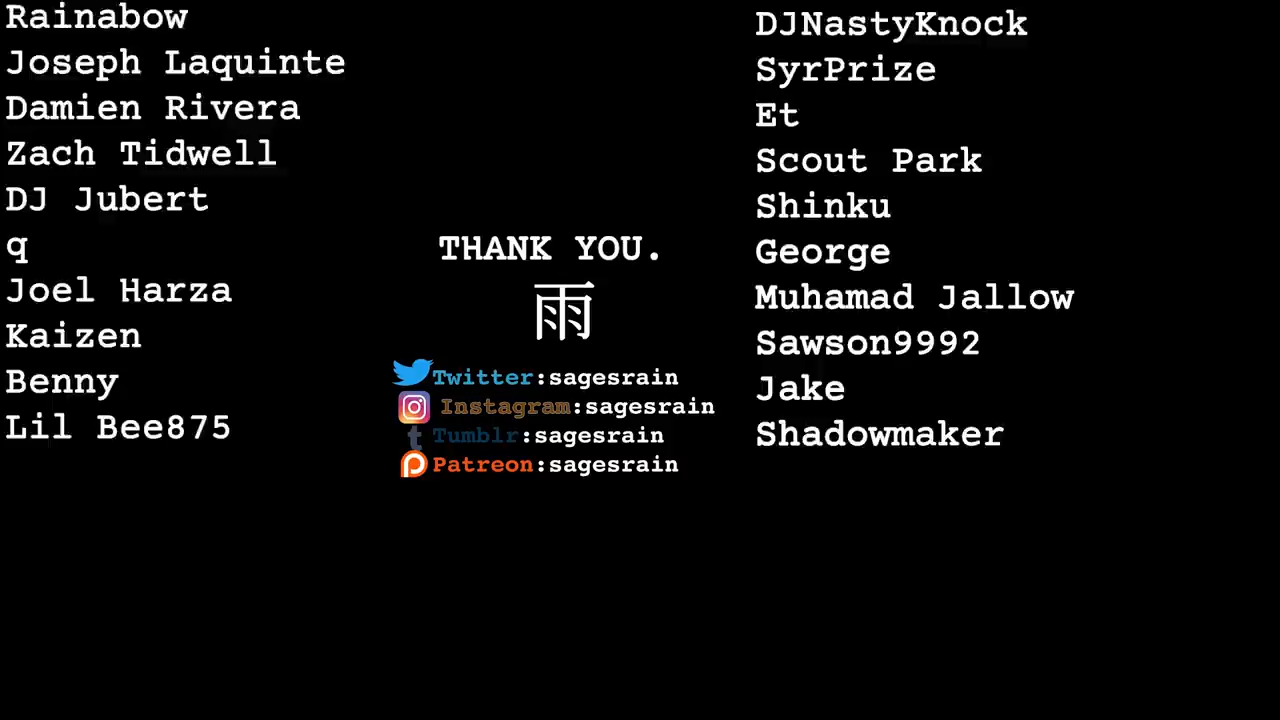 Rainabow
Joseph Laquinte
Damien Rivera
Zach Tidwell
DJ Jubert
q
Joel Harza
Kaizen
Benny
Lil Bee875
THANK YOU.
雨
Twitter:sagesrain
Instagram:sagesrain
Tumblr:sagesrain
Patreon:sagesrain
DJNastyKnock
SyrPrize
Et
Scout Park
Shinku
George
Muhamad Jallow
Sawson9992
Jake
Shadowmaker